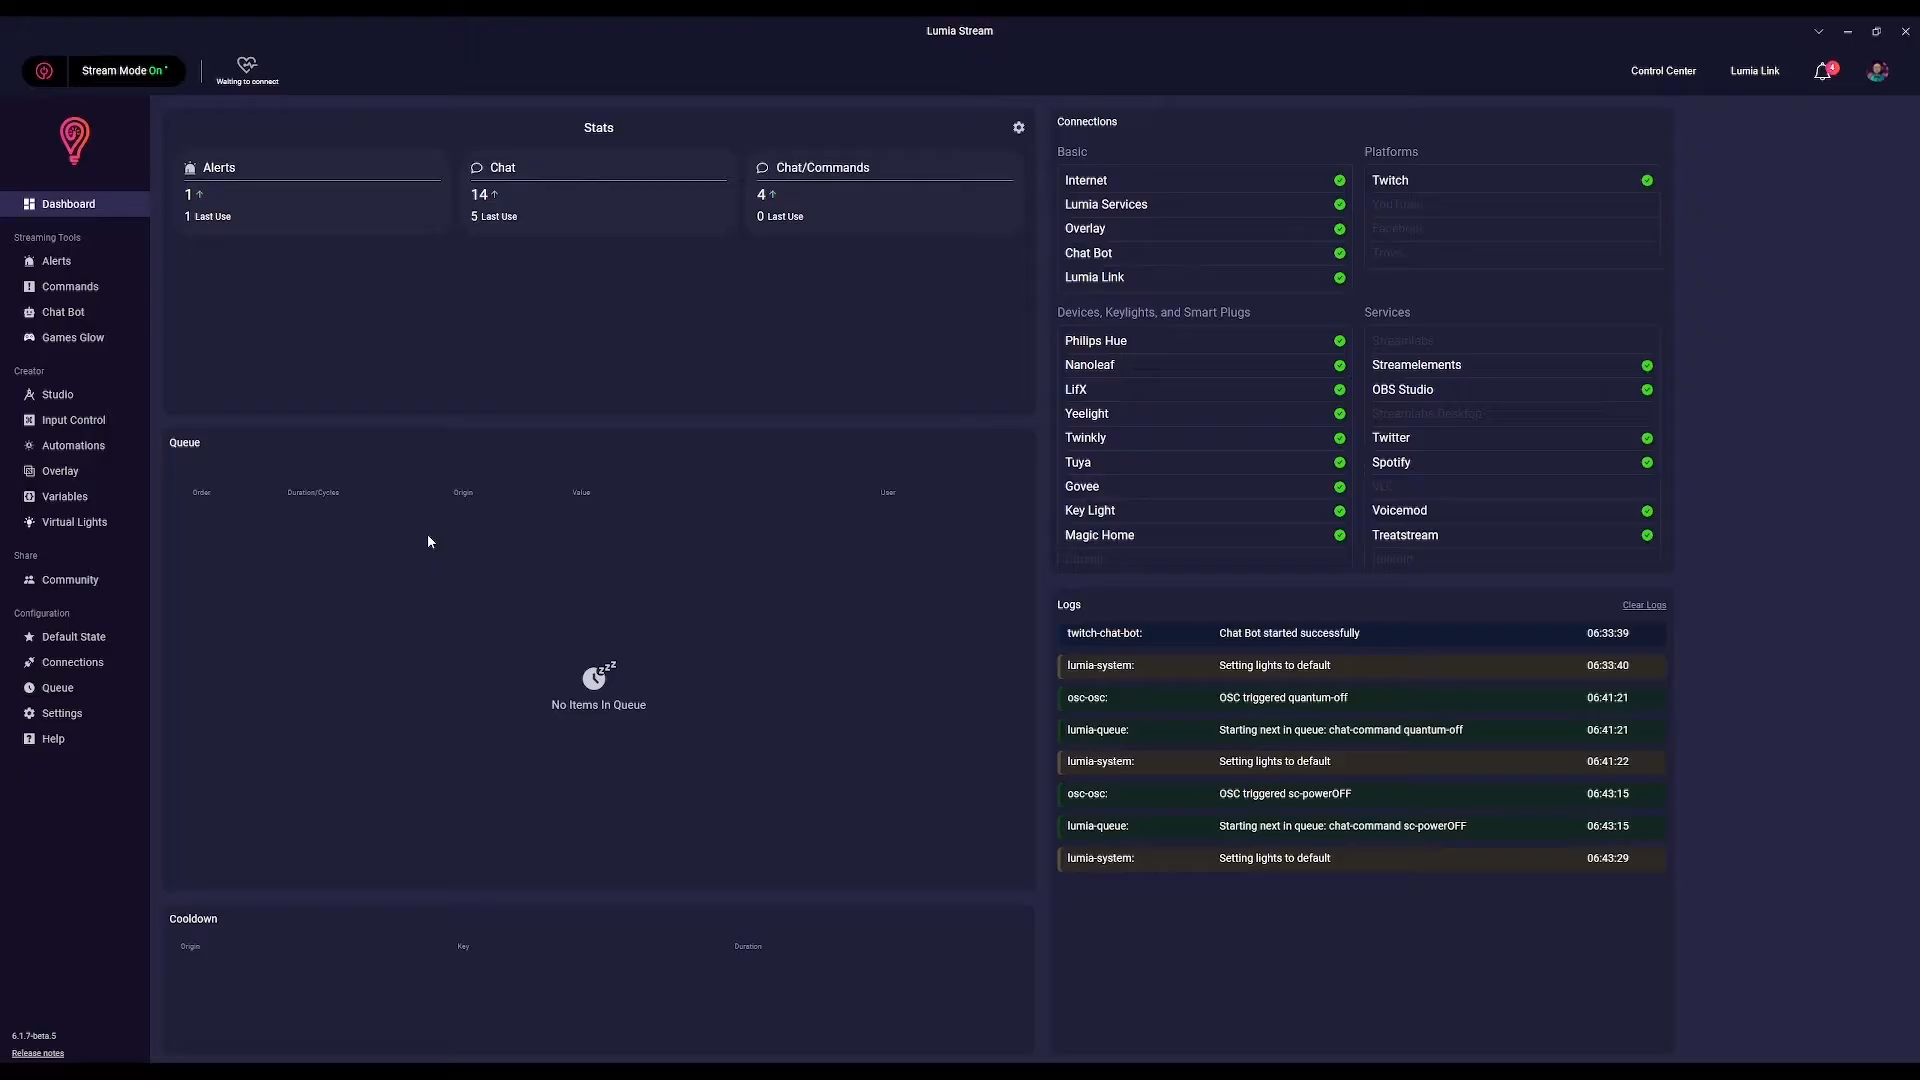 Lumia Stream
Stream Mode On
Waiting to connect
Control Center
Lumia Link
4
Dashboard
Streaming Tools
Alerts
Commands
Chat Bot
Games Glow
Creator
Studio
Input Control
Automations
Overlay
Variables
Virtual Lights
Share
Community
Configuration
Default State
Connections
Queue
Settings
Help
6.1.7-beta.5
Release notes
Stats
Alerts
1
1 Last Use
Chat
14
5 Last Use
Chat/Commands
4
0 Last Use
Queue
Order Duration/Cycles Origin Value User
zzz
No Items In Queue
Cooldown
Origin Key Duration
Connections
Basic
Internet
Lumia Services
Overlay
Chat Bot
Lumia Link
Platforms
Twitch
YouTube
Facebook
Trovo
Devices, Keylights, and Smart Plugs
Philips Hue
Nanoleaf
LifX
Yeelight
Twinkly
Tuya
Govee
Key Light
Magic Home
Services
Streamlabs
Streamelements
OBS Studio
Streamlabs Desktop
Twitter
Spotify
VLC
Voicemod
Treatstream
Logs
Clear Logs
twitch-chat-bot: Chat Bot started successfully 06:33:39
lumia-system: Setting lights to default 06:33:40
osc-osc: OSC triggered quantum-off 06:41:21
lumia-queue: Starting next in queue: chat-command quantum-off 06:41:21
lumia-system: Setting lights to default 06:41:22
osc-osc: OSC triggered sc-powerOFF 06:43:15
lumia-queue: Starting next in queue: chat-command sc-powerOFF 06:43:15
lumia-system: Setting lights to default 06:43:29